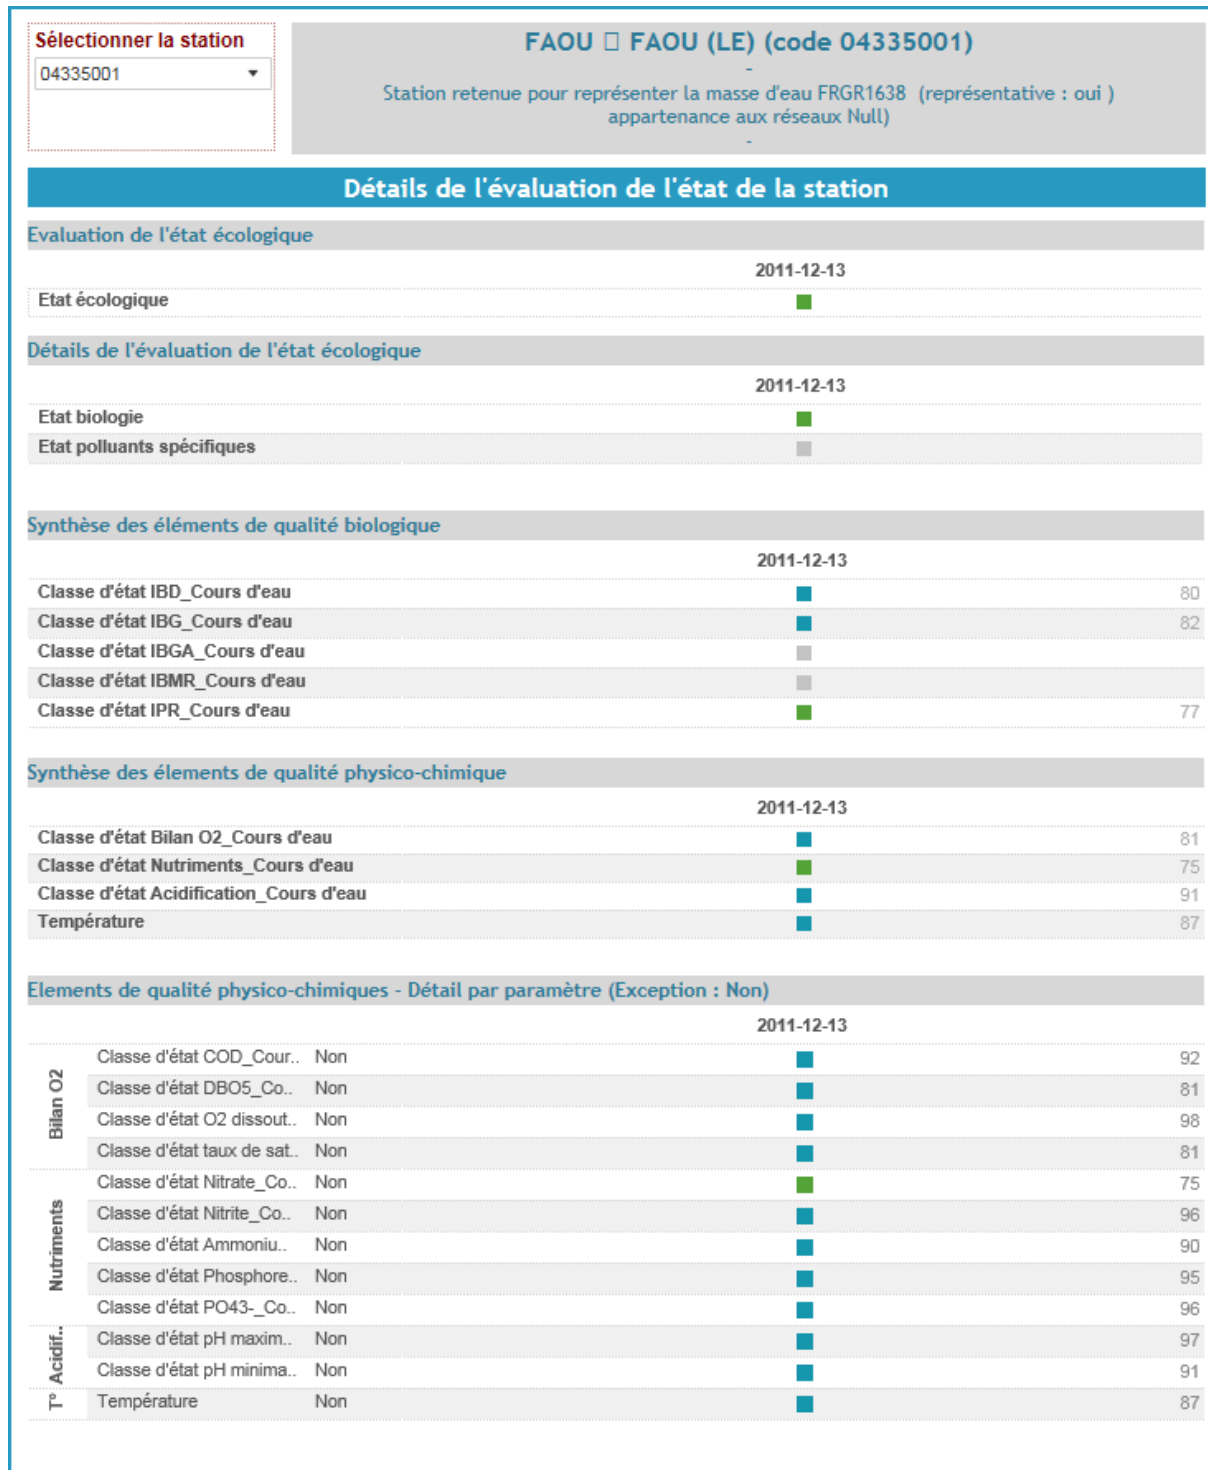 Sélectionner la station
04335001
FAOU □ FAOU (LE) (code 04335001)
-
Station retenue pour représenter la masse d'eau FRGR1638 (représentative : oui )
appartenance aux réseaux Null)
-
Détails de l'évaluation de l'état de la station
Evaluation de l'état écologique
2011-12-13
Etat écologique
Détails de l'évaluation de l'état écologique
2011-12-13
Etat biologie
Etat polluants spécifiques
Synthèse des éléments de qualité biologique
2011-12-13
Classe d'état IBD_Cours d'eau 80
Classe d'état IBG_Cours d'eau 82
Classe d'état IBGA_Cours d'eau
Classe d'état IBMR_Cours d'eau
Classe d'état IPR_Cours d'eau 77
Synthèse des élements de qualité physico-chimique
2011-12-13
Classe d'état Bilan O2_Cours d'eau 81
Classe d'état Nutriments_Cours d'eau 75
Classe d'état Acidification_Cours d'eau 91
Température 87
Elements de qualité physico-chimiques - Détail par paramètre (Exception : Non)
2011-12-13
Bilan O2
Classe d'état COD_Cour.. Non 92
Classe d'état DBO5_Co.. Non 81
Classe d'état O2 dissout.. Non 98
Classe d'état taux de sat.. Non 81
Nutriments
Classe d'état Nitrate_Co.. Non 75
Classe d'état Nitrite_Co.. Non 96
Classe d'état Ammoniu.. Non 90
Classe d'état Phosphore.. Non 95
Classe d'état PO43-_Co.. Non 96
Acidif..
Classe d'état pH maxim.. Non 97
Classe d'état pH minima.. Non 91
T°
Température Non 87